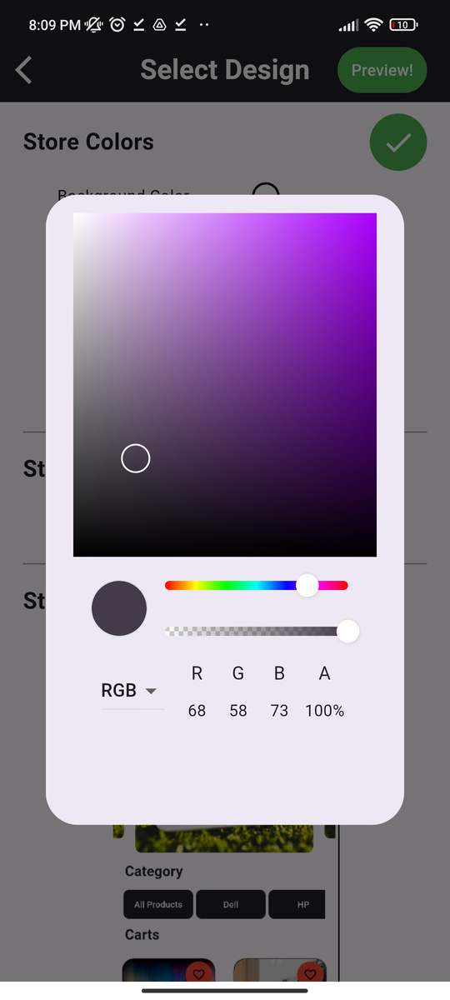 8:09 PM
10
Select Design
Preview!
Store Colors
Background Color
St
St
R G B A
RGB
68 58 73 100%
Category
All Products Dell HP
Carts